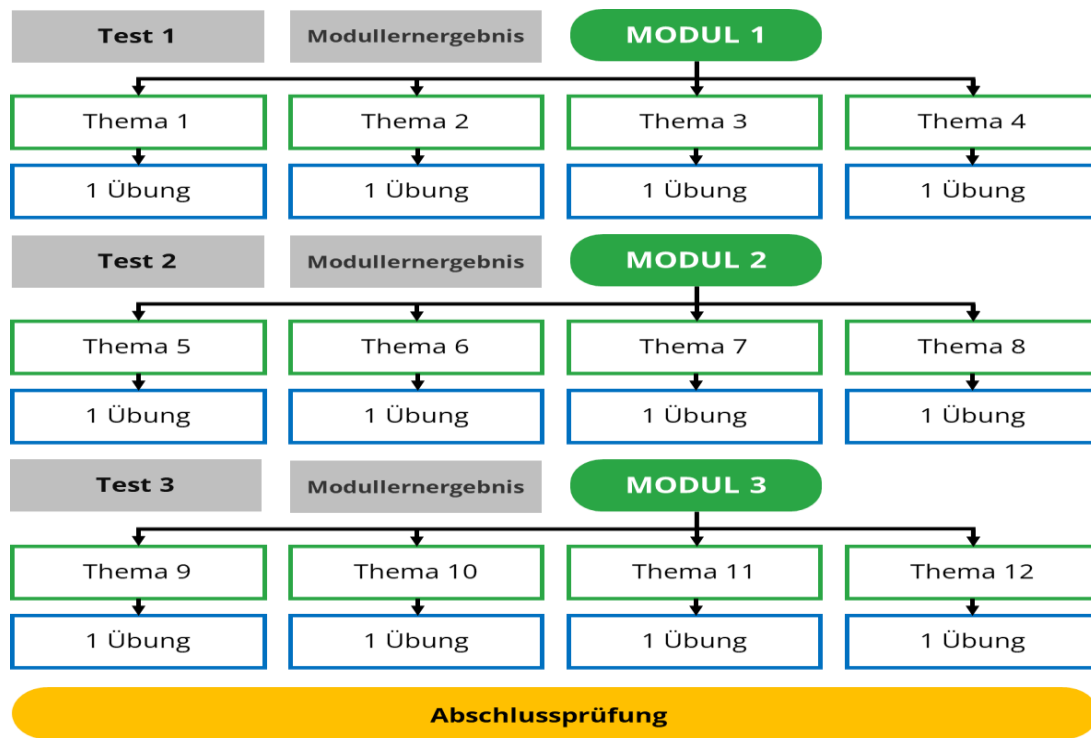 Test 1
Modullernergebnis
MODUL 1
Thema 1
Thema 2
Thema 3
Thema 4
1 Übung
1 Übung
1 Übung
1 Übung
Test 2
Modullernergebnis
MODUL 2
Thema 5
Thema 6
Thema 7
Thema 8
1 Übung
1 Übung
1 Übung
1 Übung
Test 3
Modullernergebnis
MODUL 3
Thema 9
Thema 10
Thema 11
Thema 12
1 Übung
1 Übung
1 Übung
1 Übung
Abschlussprüfung